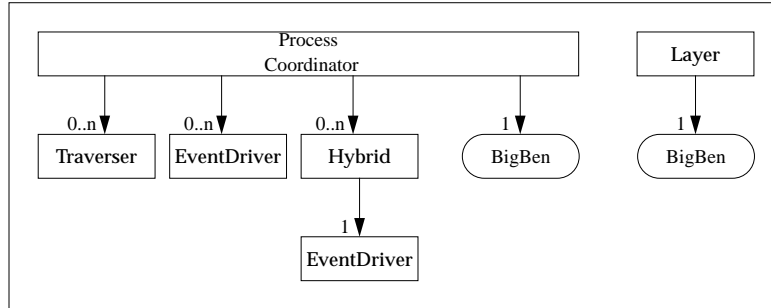 Process
Coordinator
Layer
0..n
0..n
0..n
1
1
Traverser
EventDriver
Hybrid
BigBen
BigBen
1
EventDriver